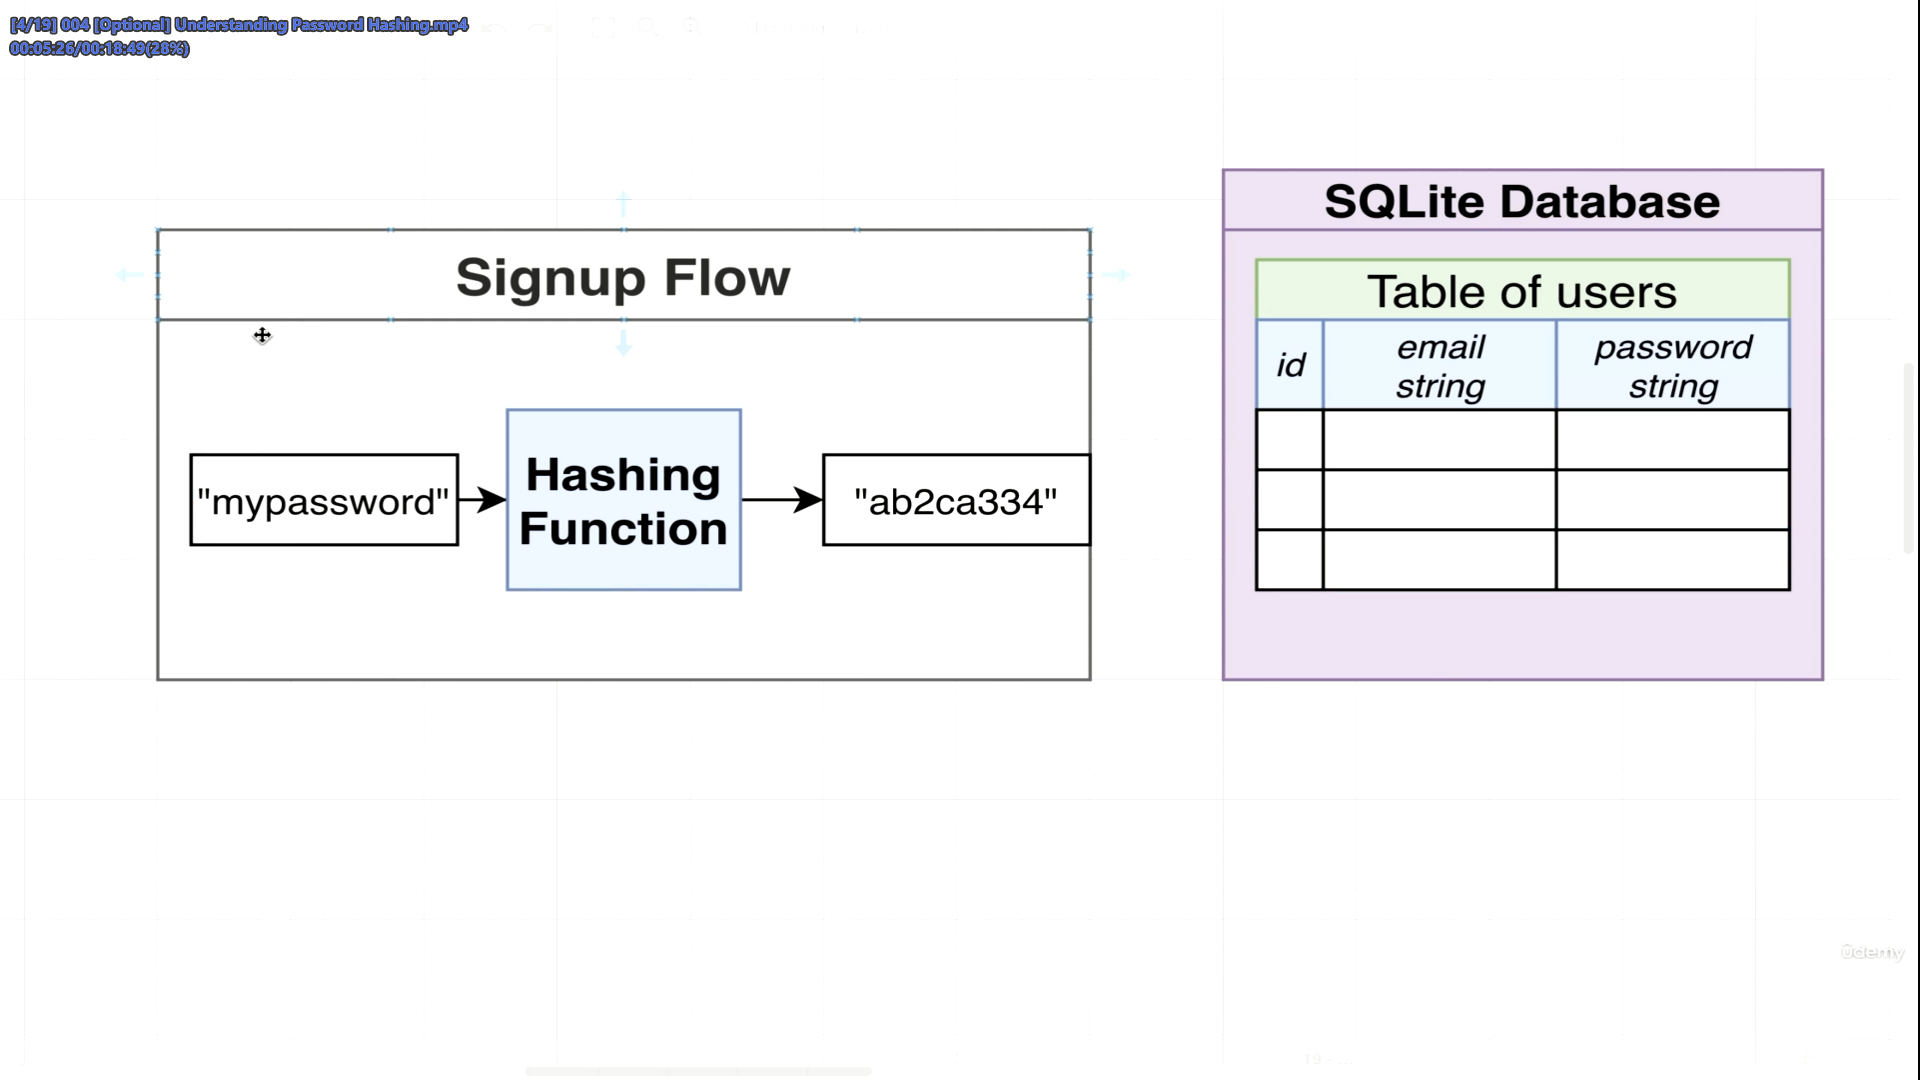 [4/19] 004 [Optional] Understanding Password Hashing.mp4
00:05:26/00:18:49(28%)
SQLite Database
Signup Flow
Table of users
id
email
string
password
string
"mypassword"
Hashing
Function
"ab2ca334"
ûdemy